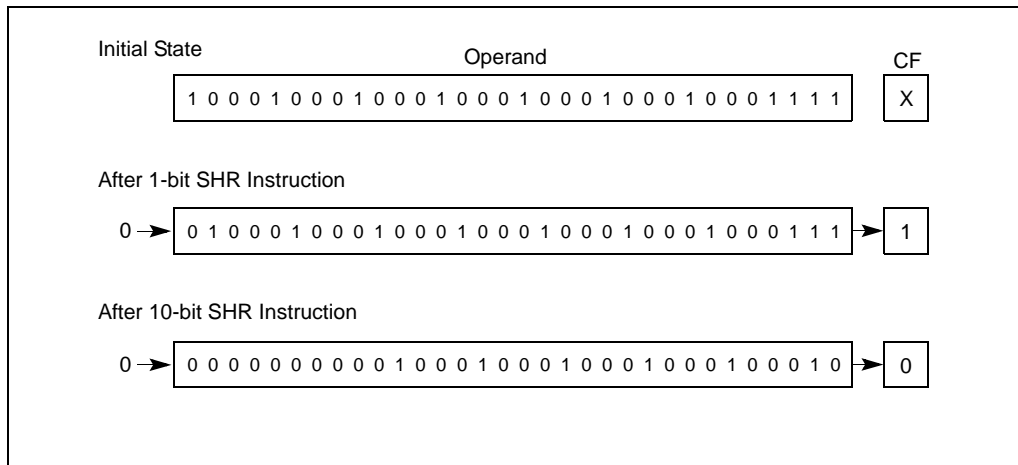 Initial State
Operand
CF
1 0 0 0 1 0 0 0 1 0 0 0 1 0 0 0 1 0 0 0 1 0 0 0 1 0 0 0 1 1 1 1 X
After 1-bit SHR Instruction
0 0 1 0 0 0 1 0 0 0 1 0 0 0 1 0 0 0 1 0 0 0 1 0 0 0 1 0 0 0 1 1 1 1
After 10-bit SHR Instruction
0 0 0 0 0 0 0 0 0 0 0 1 0 0 0 1 0 0 0 1 0 0 0 1 0 0 0 1 0 0 0 1 0 0